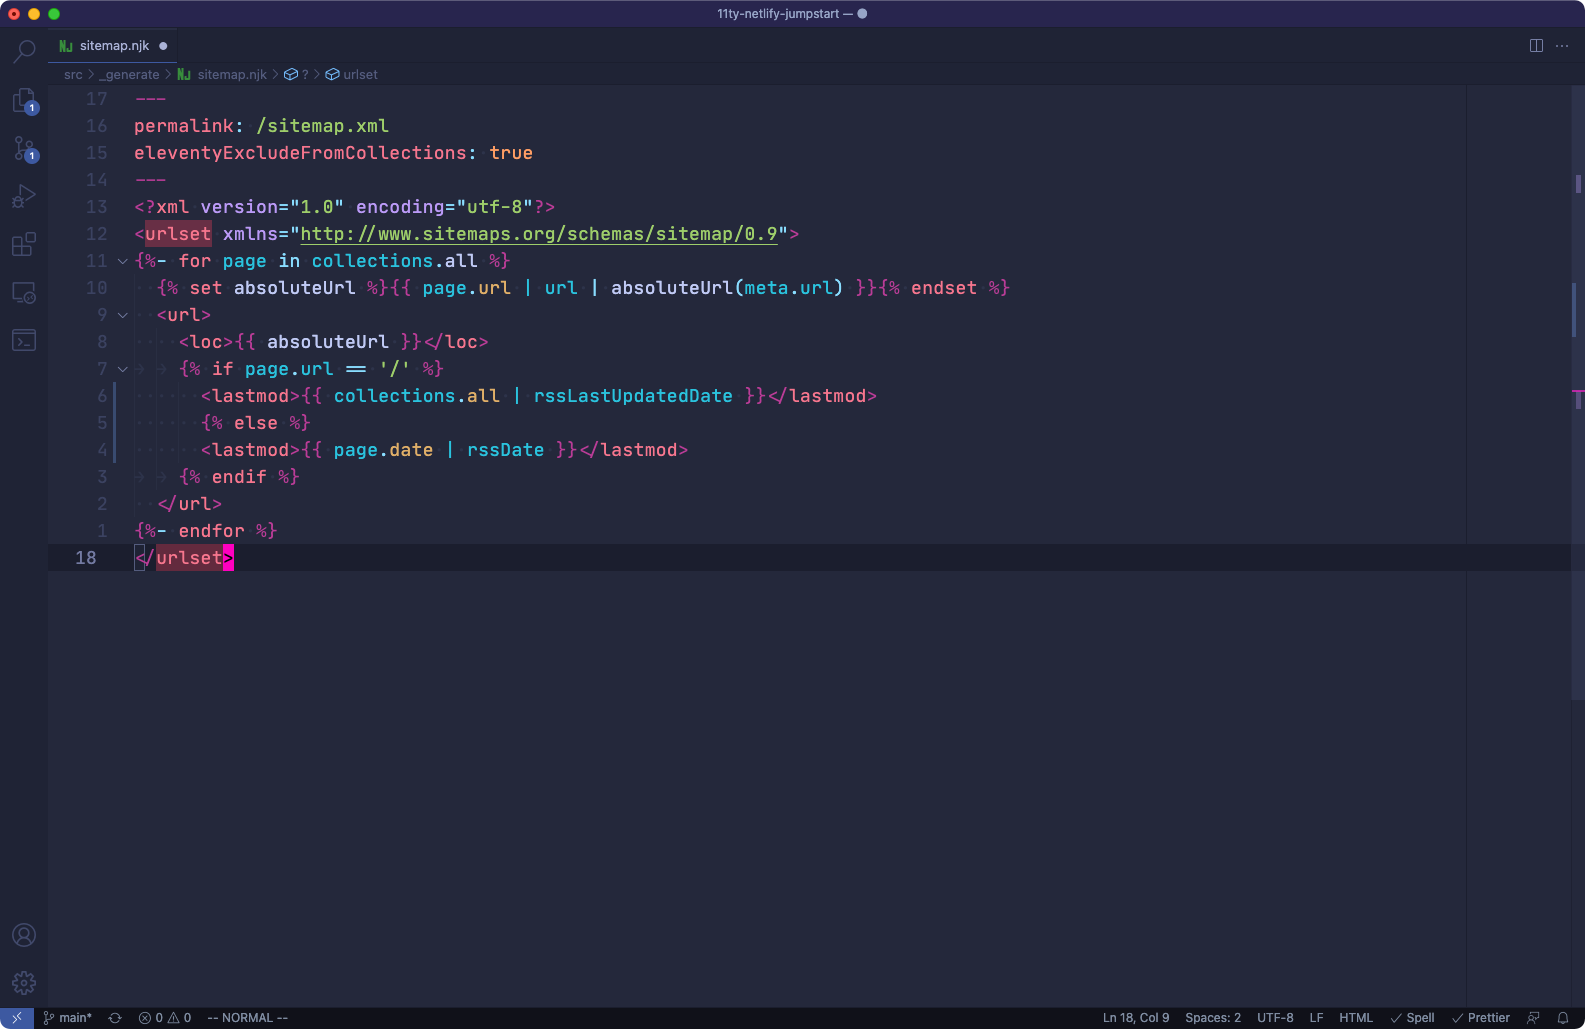 11ty-netlify-jumpstart — ●
NJ sitemap.njk ●
src > _generate > NJ sitemap.njk > ? > urlset
17 ---
16 permalink: /sitemap.xml
15 eleventyExcludeFromCollections: true
14 ---
13 <?xml version="1.0" encoding="utf-8"?>
12 <urlset xmlns="http://www.sitemaps.org/schemas/sitemap/0.9">
11 {%- for page in collections.all %}
10 {% set absoluteUrl %}{{ page.url | url | absoluteUrl(meta.url) }}{% endset %}
9 <url>
8 <loc>{{ absoluteUrl }}</loc>
7 {% if page.url == '/' %}
6 <lastmod>{{ collections.all | rssLastUpdatedDate }}</lastmod>
5 {% else %}
4 <lastmod>{{ page.date | rssDate }}</lastmod>
3 {% endif %}
2 </url>
1 {%- endfor %}
18 </urlset>
1
1
main* 0 0 -- NORMAL -- Ln 18, Col 9 Spaces: 2 UTF-8 LF HTML Spell Prettier